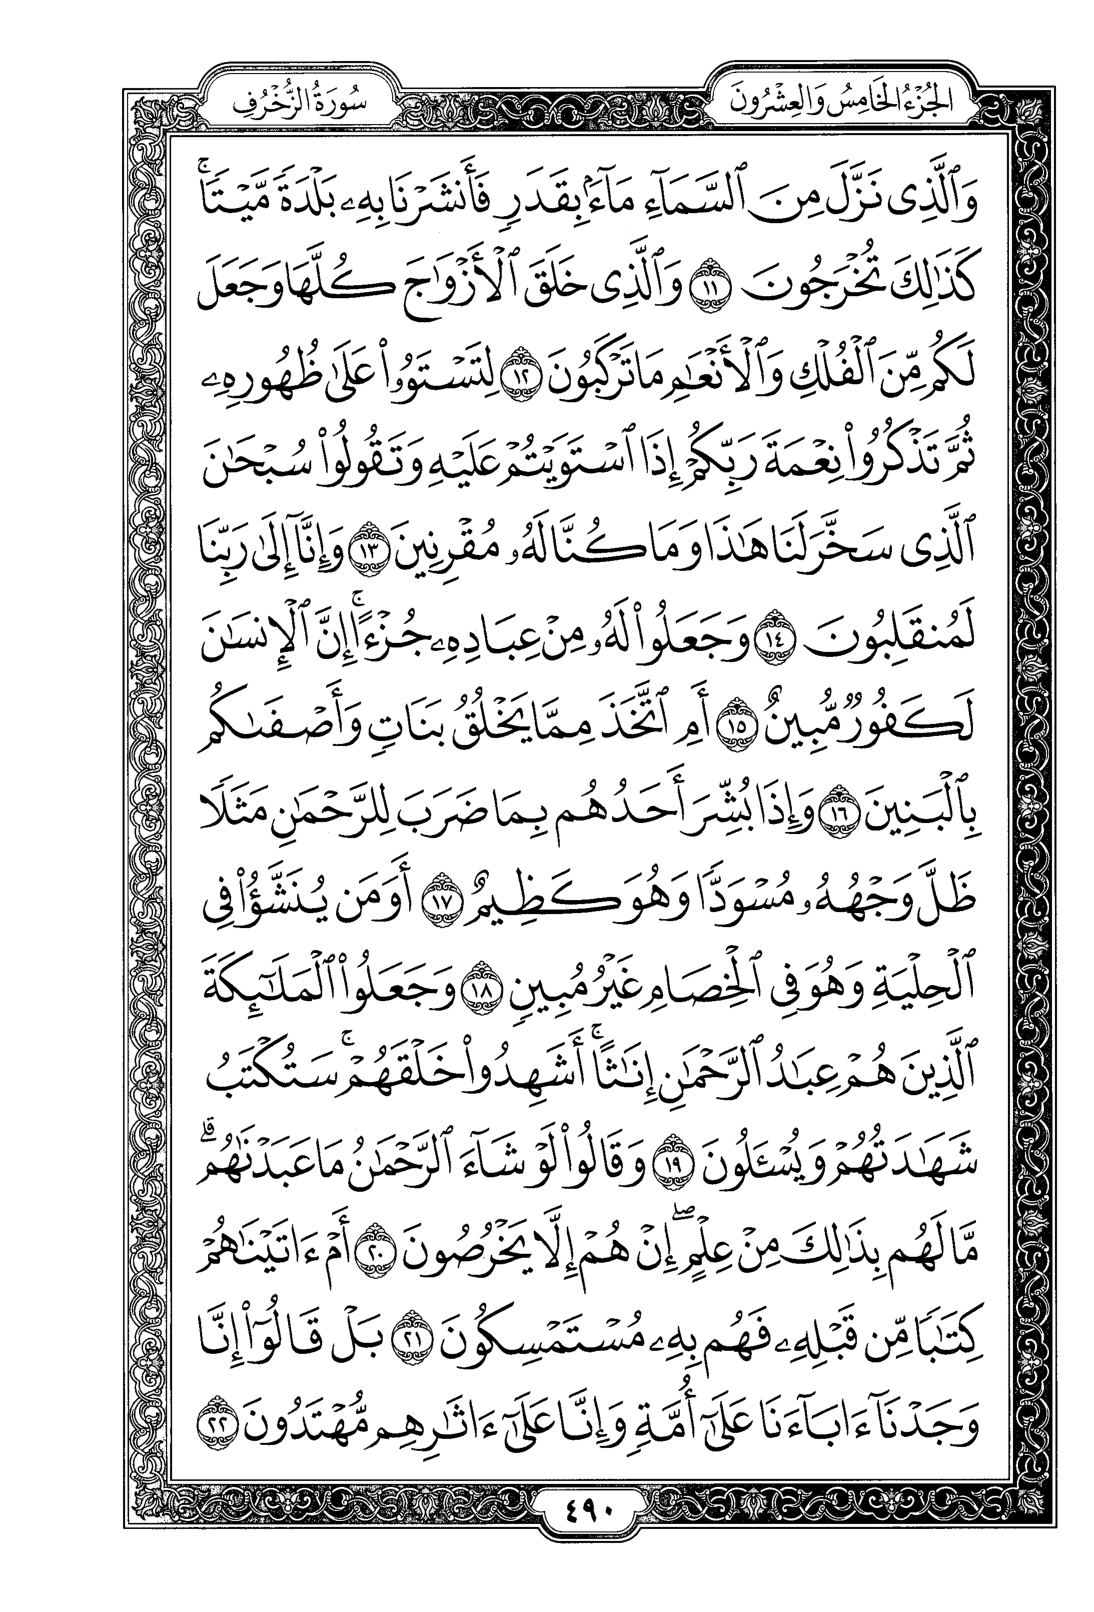 الجُزْءُ الخَامِسُ وَالعِشْرُونَ
سُورَةُ الزُّخْرُفِ
وَٱلَّذِى نَزَّلَ مِنَ ٱلسَّمَآءِ مَآءًۢ بِقَدَرٍ فَأَنشَرْنَا بِهِۦ بَلْدَةً مَّيْتًا ۚ
كَذَٰلِكَ تُخْرَجُونَ ١١ وَٱلَّذِى خَلَقَ ٱلْأَزْوَٰجَ كُلَّهَا وَجَعَلَ
لَكُم مِّنَ ٱلْفُلْكِ وَٱلْأَنْعَٰمِ مَا تَرْكَبُونَ ١٢ لِتَسْتَوُۥا۟ عَلَىٰ ظُهُورِهِۦ
ثُمَّ تَذْكُرُوا۟ نِعْمَةَ رَبِّكُمْ إِذَا ٱسْتَوَيْتُمْ عَلَيْهِ وَتَقُولُوا۟ سُبْحَٰنَ
ٱلَّذِى سَخَّرَ لَنَا هَٰذَا وَمَا كُنَّا لَهُۥ مُقْرِنِينَ ١٣ وَإِنَّآ إِلَىٰ رَبِّنَا
لَمُنقَلِبُونَ ١٤ وَجَعَلُوا۟ لَهُۥ مِنْ عِبَادِهِۦ جُزْءًا ۚ إِنَّ ٱلْإِنسَٰنَ
لَكَفُورٌ مُّبِينٌ ١٥ أَمِ ٱتَّخَذَ مِمَّا يَخْلُقُ بَنَاتٍ وَأَصْفَىٰكُم
بِٱلْبَنِينَ ١٦ وَإِذَا بُشِّرَ أَحَدُهُم بِمَا ضَرَبَ لِلرَّحْمَٰنِ مَثَلًا
ظَلَّ وَجْهُهُۥ مُسْوَدًّا وَهُوَ كَظِيمٌ ١٧ أَوَمَن يُنَشَّؤُا۟ فِى
ٱلْحِلْيَةِ وَهُوَ فِى ٱلْخِصَامِ غَيْرُ مُبِينٍ ١٨ وَجَعَلُوا۟ ٱلْمَلَٰٓئِكَةَ
ٱلَّذِينَ هُمْ عِبَٰدُ ٱلرَّحْمَٰنِ إِنَٰثًا ۚ أَشَهِدُوا۟ خَلْقَهُمْ ۚ سَتُكْتَبُ
شَهَٰدَتُهُمْ وَيُسْـَٔلُونَ ١٩ وَقَالُوا۟ لَوْ شَآءَ ٱلرَّحْمَٰنُ مَا عَبَدْنَٰهُم ۗ
مَّا لَهُم بِذَٰلِكَ مِنْ عِلْمٍ ۖ إِنْ هُمْ إِلَّا يَخْرُصُونَ ٢٠ أَمْ ءَاتَيْنَٰهُمْ
كِتَٰبًا مِّن قَبْلِهِۦ فَهُم بِهِۦ مُسْتَمْسِكُونَ ٢١ بَلْ قَالُوٓا۟ إِنَّا
وَجَدْنَآ ءَابَآءَنَا عَلَىٰٓ أُمَّةٍ وَإِنَّا عَلَىٰٓ ءَاثَٰرِهِم مُّهْتَدُونَ ٢٢
٤٩٠